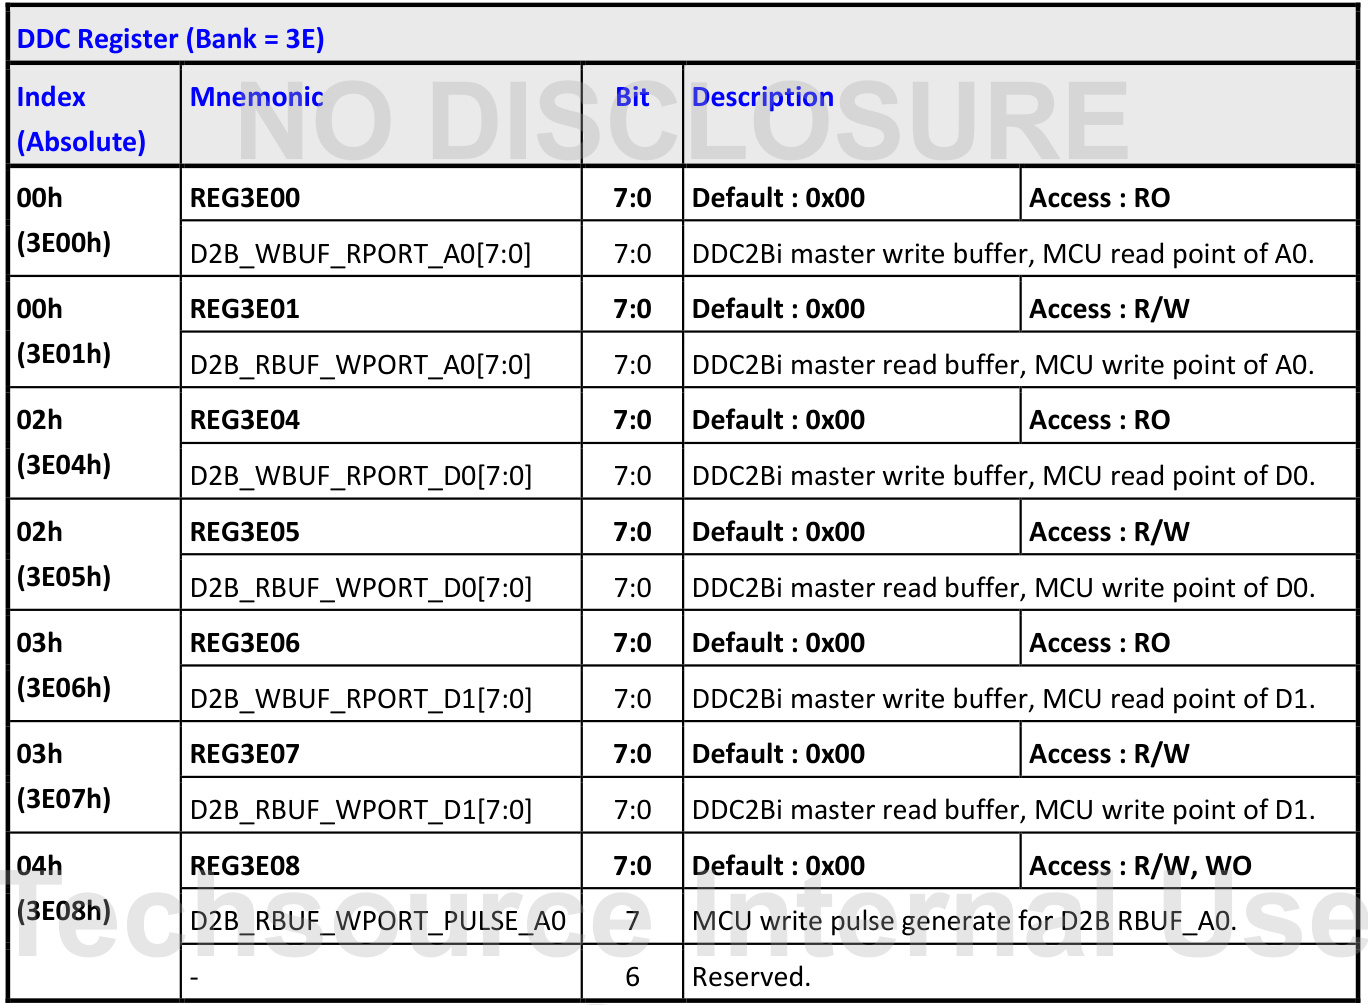 DDC Register (Bank = 3E)
Index (Absolute) Mnemonic Bit Description
NO DISCLOSURE
00h (3E00h) REG3E00 7:0 Default : 0x00 Access : RO
D2B_WBUF_RPORT_A0[7:0] 7:0 DDC2Bi master write buffer, MCU read point of A0.
00h (3E01h) REG3E01 7:0 Default : 0x00 Access : R/W
D2B_RBUF_WPORT_A0[7:0] 7:0 DDC2Bi master read buffer, MCU write point of A0.
02h (3E04h) REG3E04 7:0 Default : 0x00 Access : RO
D2B_WBUF_RPORT_D0[7:0] 7:0 DDC2Bi master write buffer, MCU read point of D0.
02h (3E05h) REG3E05 7:0 Default : 0x00 Access : R/W
D2B_RBUF_WPORT_D0[7:0] 7:0 DDC2Bi master read buffer, MCU write point of D0.
03h (3E06h) REG3E06 7:0 Default : 0x00 Access : RO
D2B_WBUF_RPORT_D1[7:0] 7:0 DDC2Bi master write buffer, MCU read point of D1.
03h (3E07h) REG3E07 7:0 Default : 0x00 Access : R/W
D2B_RBUF_WPORT_D1[7:0] 7:0 DDC2Bi master read buffer, MCU write point of D1.
04h (3E08h) REG3E08 7:0 Default : 0x00 Access : R/W, WO
D2B_RBUF_WPORT_PULSE_A0 7 MCU write pulse generate for D2B RBUF_A0.
Techsource Internal Use
- 6 Reserved.